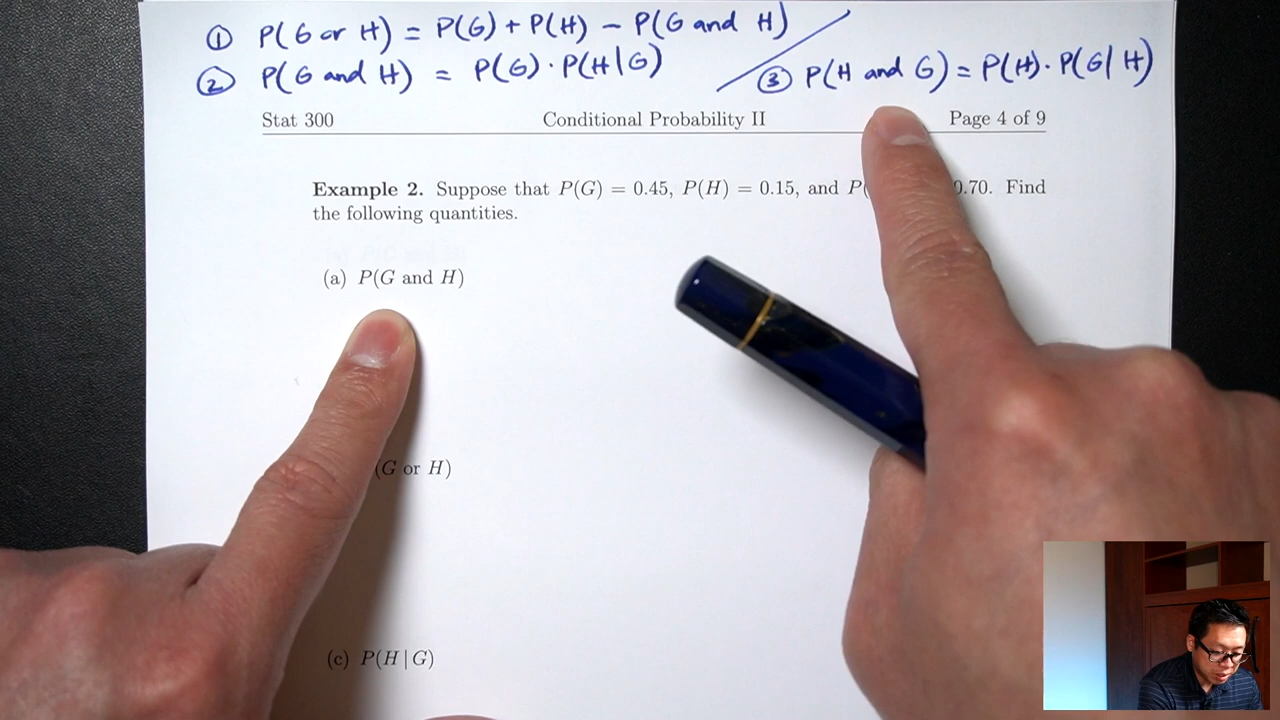 ① P(G or H) = P(G) + P(H) − P(G and H)
② P(G and H) = P(G) · P(H|G)
③ P(H and G) = P(H) · P(G|H)
Stat 300 Conditional Probability II Page 4 of 9
Example 2. Suppose that P(G) = 0.45, P(H) = 0.15, and P( 0.70. Find
the following quantities.
(a) P(G and H)
(G or H)
(c) P(H | G)